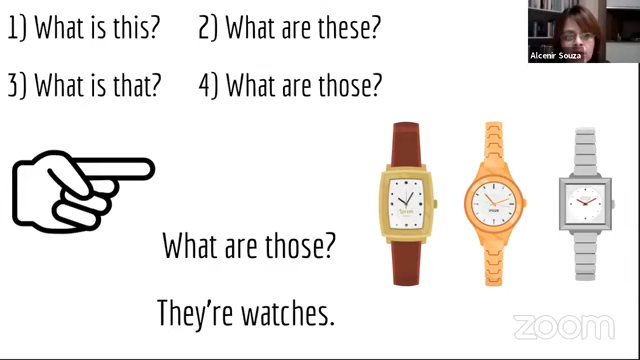 1) What is this? 2) What are these?
Alcenir Souza
3) What is that? 4) What are those?
What are those?
They're watches.
zoom